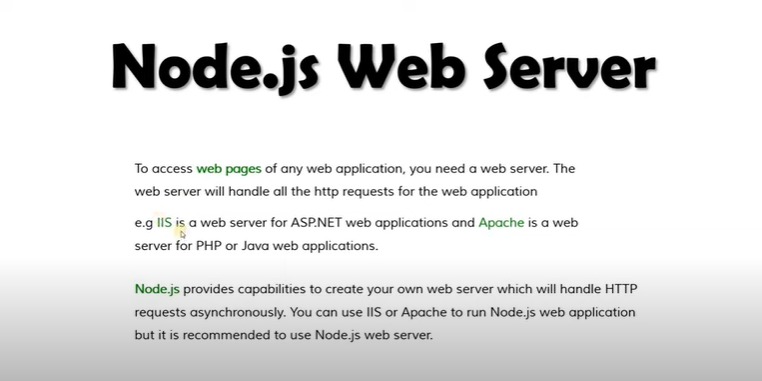 Node.js Web Server
To access web pages of any web application, you need a web server. The
web server will handle all the http requests for the web application
e.g IIS is a web server for ASP.NET web applications and Apache is a web
server for PHP or Java web applications.
Node.js provides capabilities to create your own web server which will handle HTTP
requests asynchronously. You can use IIS or Apache to run Node.js web application
but it is recommended to use Node.js web server.